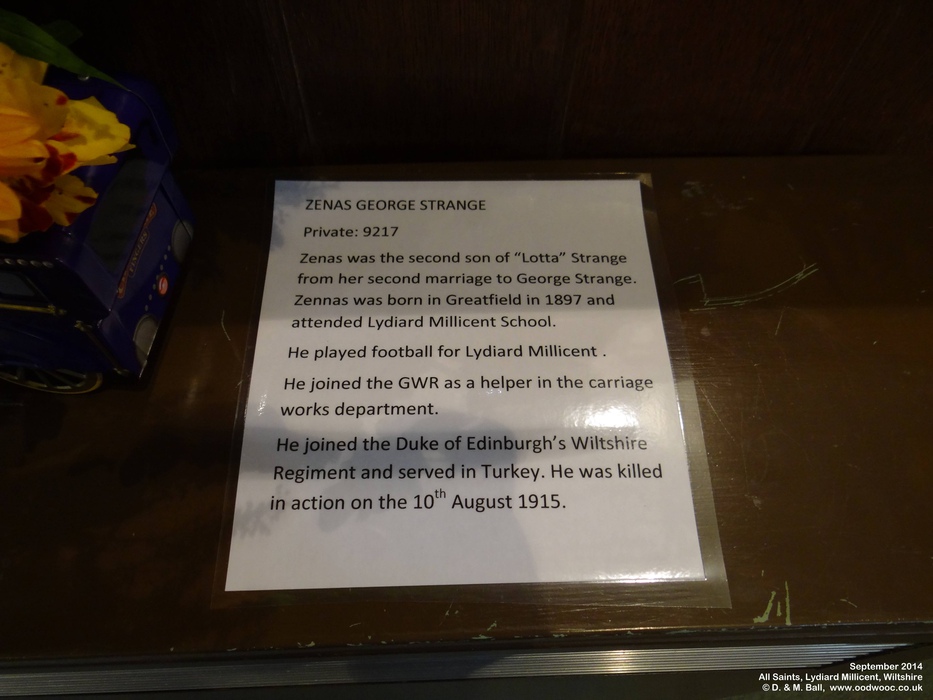 ZENAS GEORGE STRANGE
Private: 9217
Zenas was the second son of “Lotta” Strange
from her second marriage to George Strange.
Zennas was born in Greatfield in 1897 and
attended Lydiard Millicent School.
He played football for Lydiard Millicent .
He joined the GWR as a helper in the carriage
works department.
He joined the Duke of Edinburgh’s Wiltshire
Regiment and served in Turkey. He was killed
in action on the 10th August 1915.
September 2014
All Saints, Lydiard Millicent, Wiltshire
© D. & M. Ball, www.oodwooc.co.uk